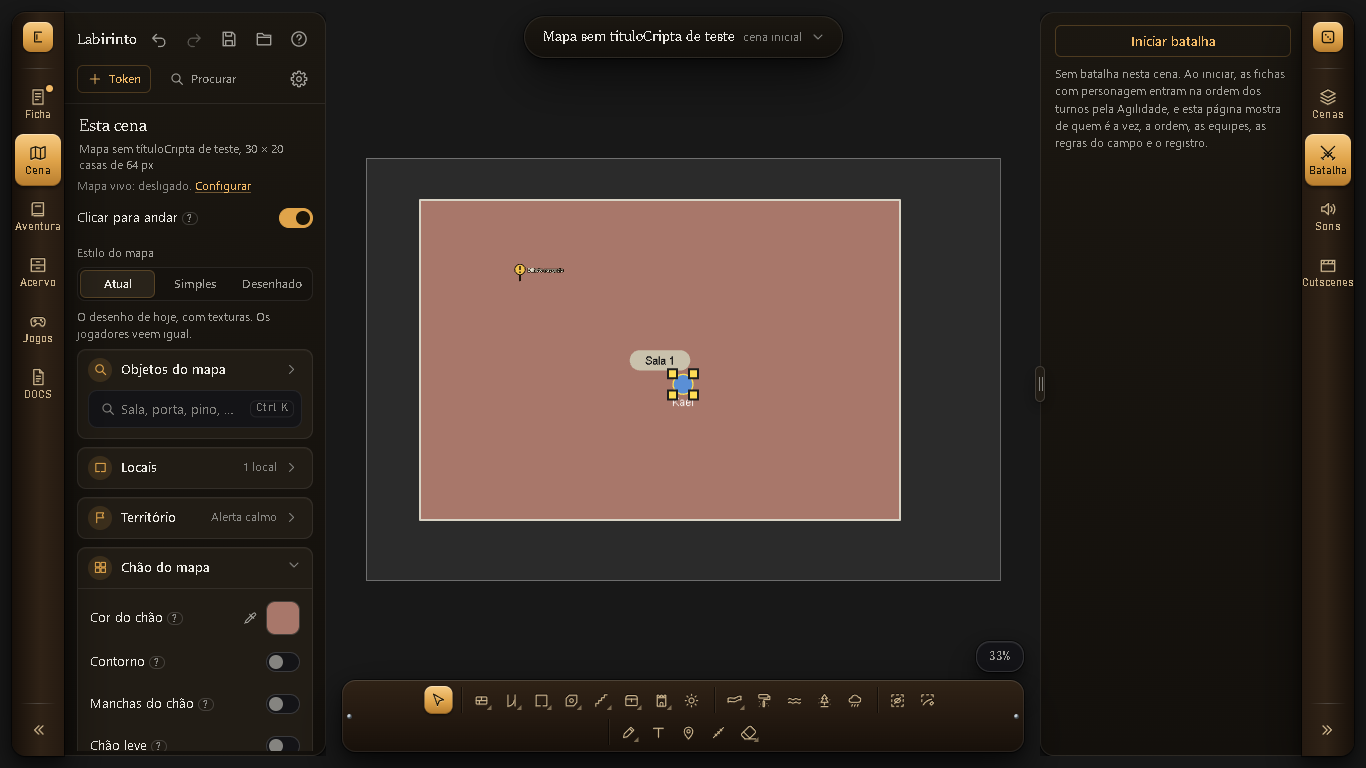 Labirinto
Token
Procurar
Mapa sem títuloCripta de teste cena inicial
Ficha
Cena
Aventura
Acervo
Jogos
DOCS
Esta cena
Mapa sem títuloCripta de teste, 30 × 20
casas de 64 px
Mapa vivo: desligado. Configurar
Clicar para andar ?
Estilo do mapa
Atual
Simples
Desenhado
O desenho de hoje, com texturas. Os
jogadores veem igual.
Objetos do mapa
Sala, porta, pino, ... Ctrl K
Locais 1 local
Território Alerta calmo
Chão do mapa
Cor do chão ?
Contorno ?
Manchas do chão ?
Chão leve ?
Sala 1
Kael
33%
Iniciar batalha
Sem batalha nesta cena. Ao iniciar, as fichas
com personagem entram na ordem dos
turnos pela Agilidade, e esta página mostra
de quem é a vez, a ordem, as equipes, as
regras do campo e o registro.
Cenas
Batalha
Sons
Cutscenes